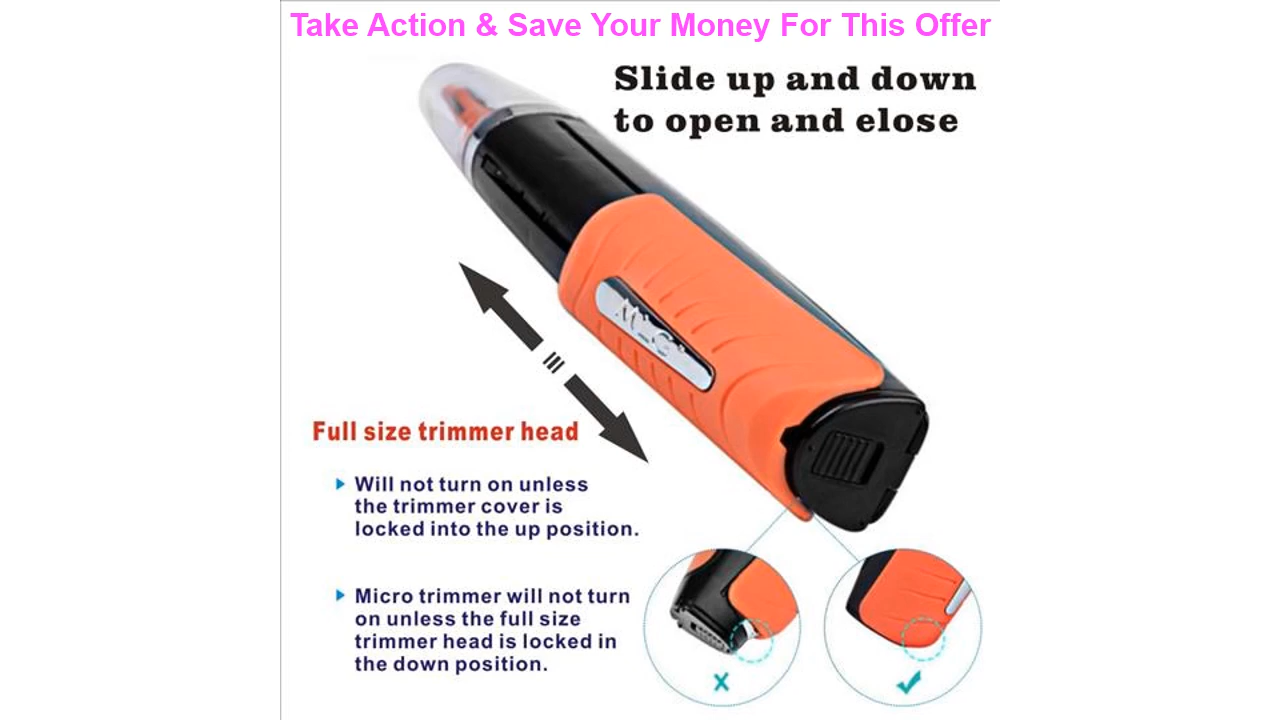 Take Action & Save Your Money For This Offer
Slide up and down
to open and elose
Full size trimmer head
Will not turn on unless
the trimmer cover is
locked into the up position.
Micro trimmer will not turn
on unless the full size
trimmer head is locked in
the down position.